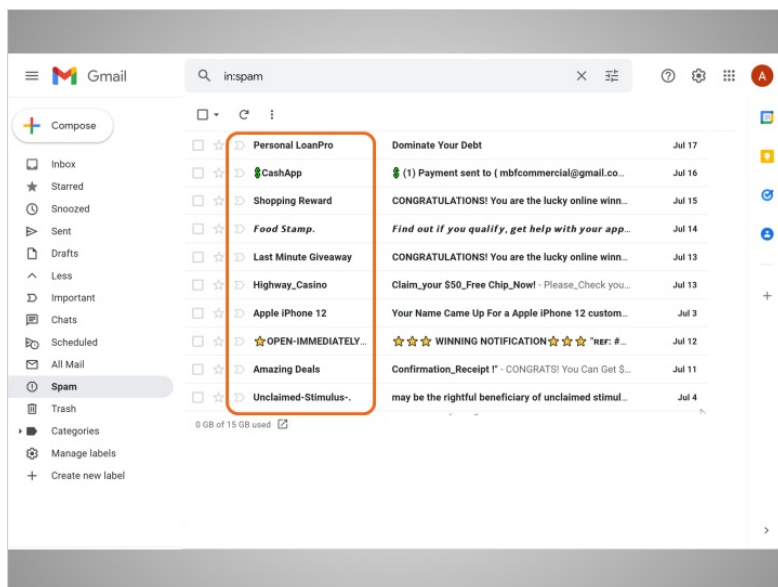 Gmail
in:spam
A
Compose
Inbox
Starred
Snoozed
Sent
Drafts
Less
Important
Chats
Scheduled
All Mail
Spam
Trash
Categories
Manage labels
Create new label
Personal LoanPro Dominate Your Debt Jul 17
💲CashApp 💲 (1) Payment sent to { mbfcommercial@gmail.co... Jul 16
Shopping Reward CONGRATULATIONS! You are the lucky online winn... Jul 15
Food Stamp. Find out if you qualify, get help with your app... Jul 14
Last Minute Giveaway CONGRATULATIONS! You are the lucky online winn... Jul 13
Highway_Casino Claim_your $50_Free Chip_Now! - Please_Check you... Jul 13
Apple iPhone 12 Your Name Came Up For a Apple iPhone 12 custom... Jul 3
⭐OPEN-IMMEDIATELY... ⭐⭐⭐ WINNING NOTIFICATION⭐⭐⭐ "REF: #... Jul 12
Amazing Deals Confirmation_Receipt !" - CONGRATS! You Can Get $... Jul 11
Unclaimed-Stimulus-. may be the rightful beneficiary of unclaimed stimul... Jul 4
0 GB of 15 GB used